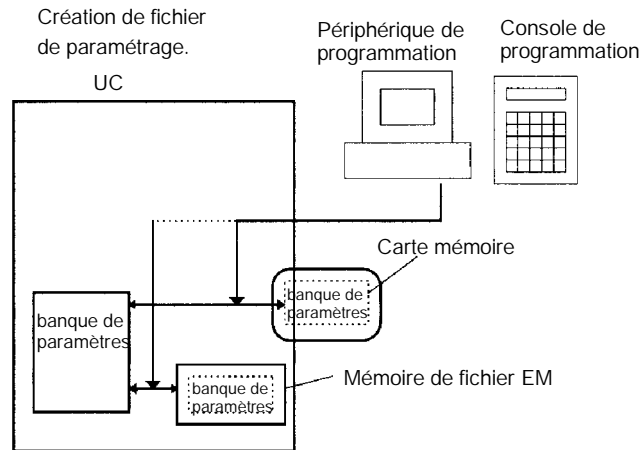 Création de fichier
de paramétrage.
Périphérique de
programmation
Console de
programmation
UC
Carte mémoire
banque de
paramètres
banque de
paramètres
Mémoire de fichier EM
banque de
paramètres